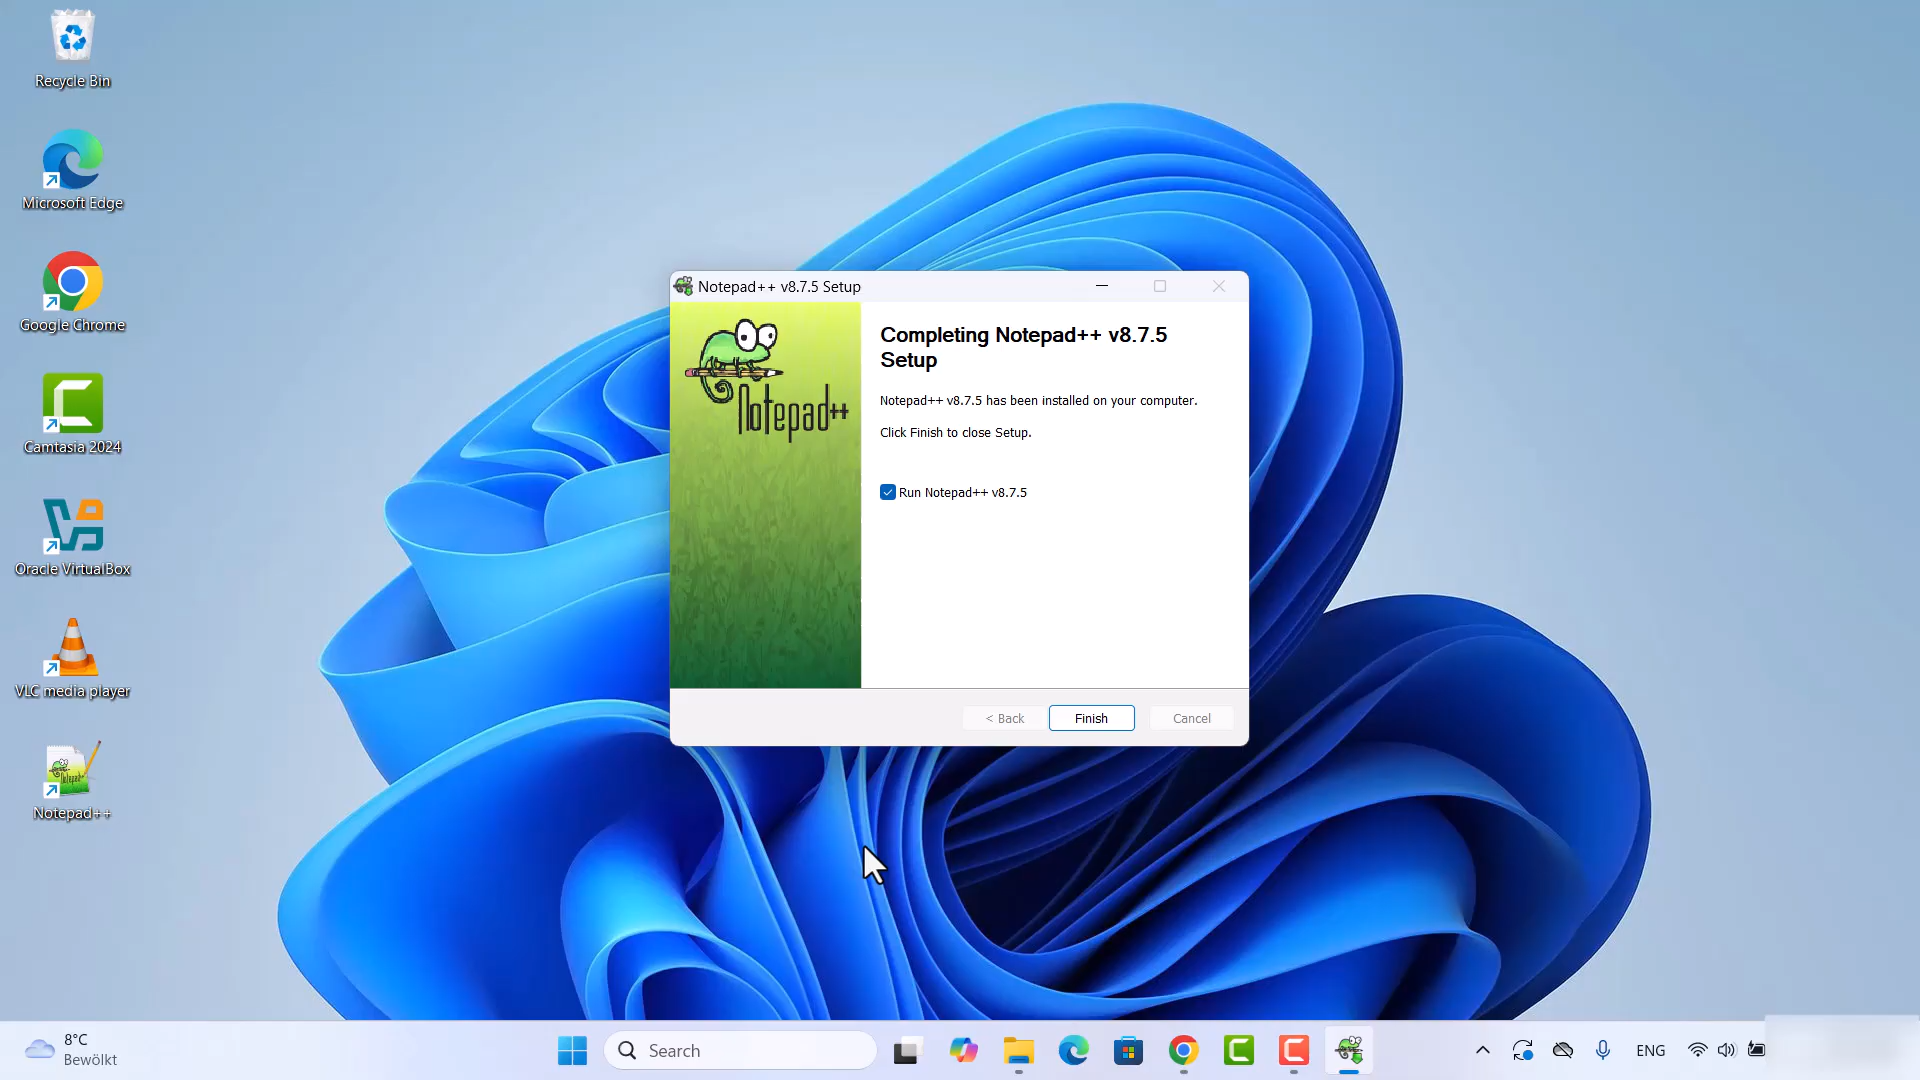 Recycle Bin
Microsoft Edge
Google Chrome
Camtasia 2024
Oracle VirtualBox
VLC media player
Notepad++
Notepad++ v8.7.5 Setup
Notepad++
Completing Notepad++ v8.7.5
Setup
Notepad++ v8.7.5 has been installed on your computer.
Click Finish to close Setup.
Run Notepad++ v8.7.5
< Back
Finish
Cancel
8°C
Bewölkt
Search
ENG